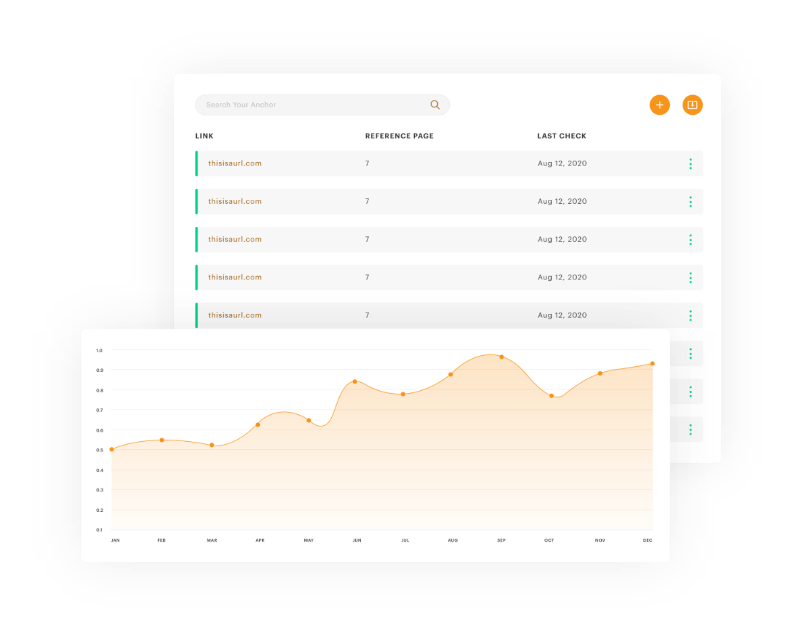 Search Your Anchor
LINK REFERENCE PAGE LAST CHECK
thisisaurl.com 7 Aug 12, 2020
thisisaurl.com 7 Aug 12, 2020
thisisaurl.com 7 Aug 12, 2020
thisisaurl.com 7 Aug 12, 2020
thisisaurl.com 7 Aug 12, 2020
1.0
0.9
0.8
0.7
0.6
0.5
0.4
0.3
0.2
0.1
JAN FEB MAR APR MAY JUN JUL AUG SEP OCT NOV DEC